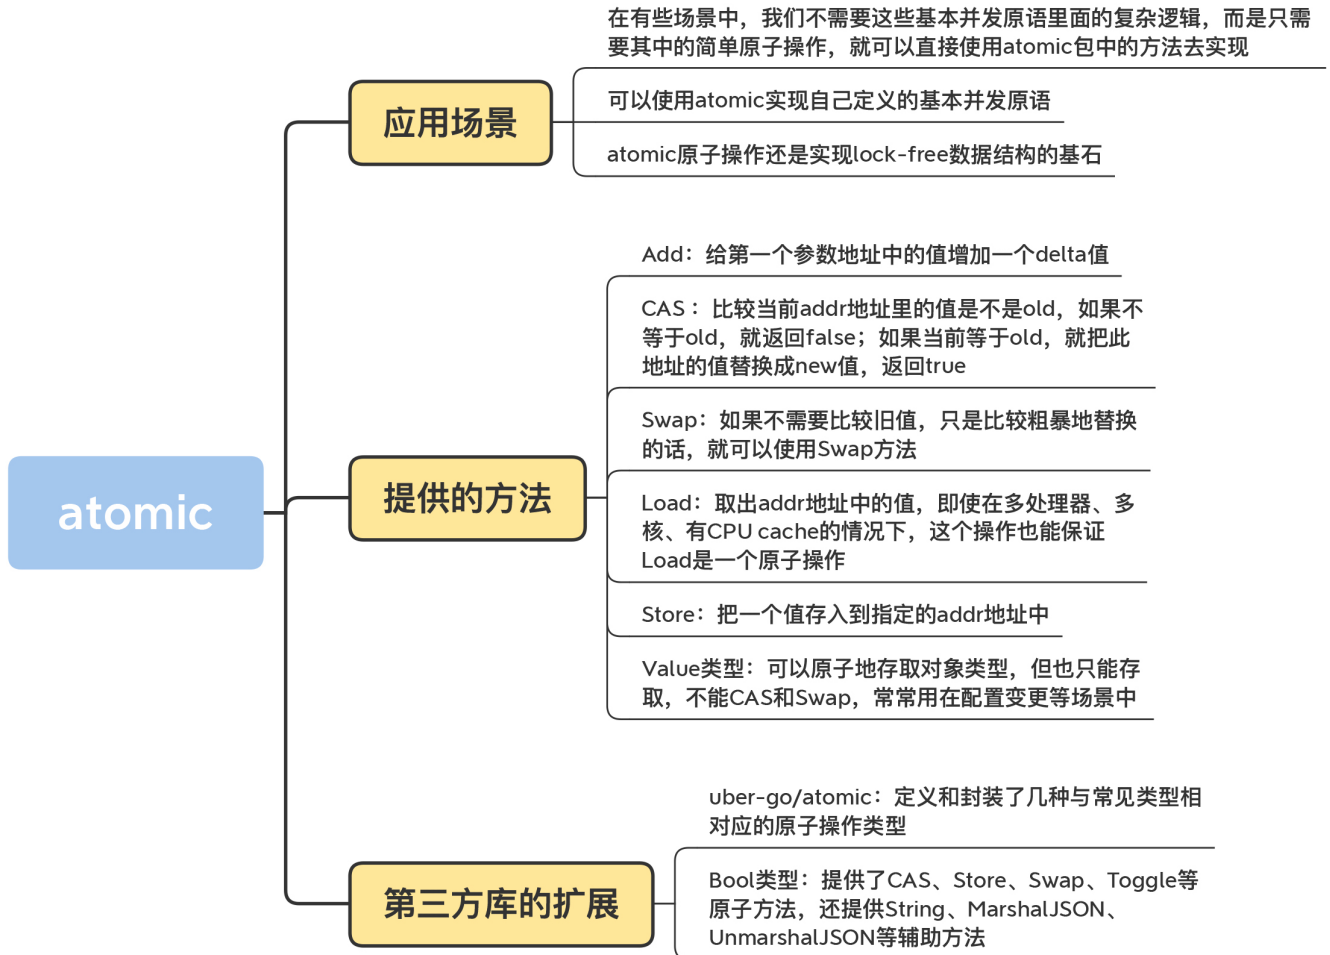 在有些场景中，我们不需要这些基本并发原语里面的复杂逻辑，而是只需
要其中的简单原子操作，就可以直接使用atomic包中的方法去实现
应用场景
可以使用atomic实现自己定义的基本并发原语
atomic原子操作还是实现lock-free数据结构的基石
Add：给第一个参数地址中的值增加一个delta值
CAS：比较当前addr地址里的值是不是old，如果不
等于old，就返回false；如果当前等于old，就把此
地址的值替换成new值，返回true
Swap：如果不需要比较旧值，只是比较粗暴地替换
的话，就可以使用Swap方法
atomic
提供的方法
Load：取出addr地址中的值，即使在多处理器、多
核、有CPU cache的情况下，这个操作也能保证
Load是一个原子操作
Store：把一个值存入到指定的addr地址中
Value类型：可以原子地存取对象类型，但也只能存
取，不能CAS和Swap，常常用在配置变更等场景中
uber-go/atomic：定义和封装了几种与常见类型相
对应的原子操作类型
第三方库的扩展
Bool类型：提供了CAS、Store、Swap、Toggle等
原子方法，还提供String、MarshalJSON、
UnmarshalJSON等辅助方法